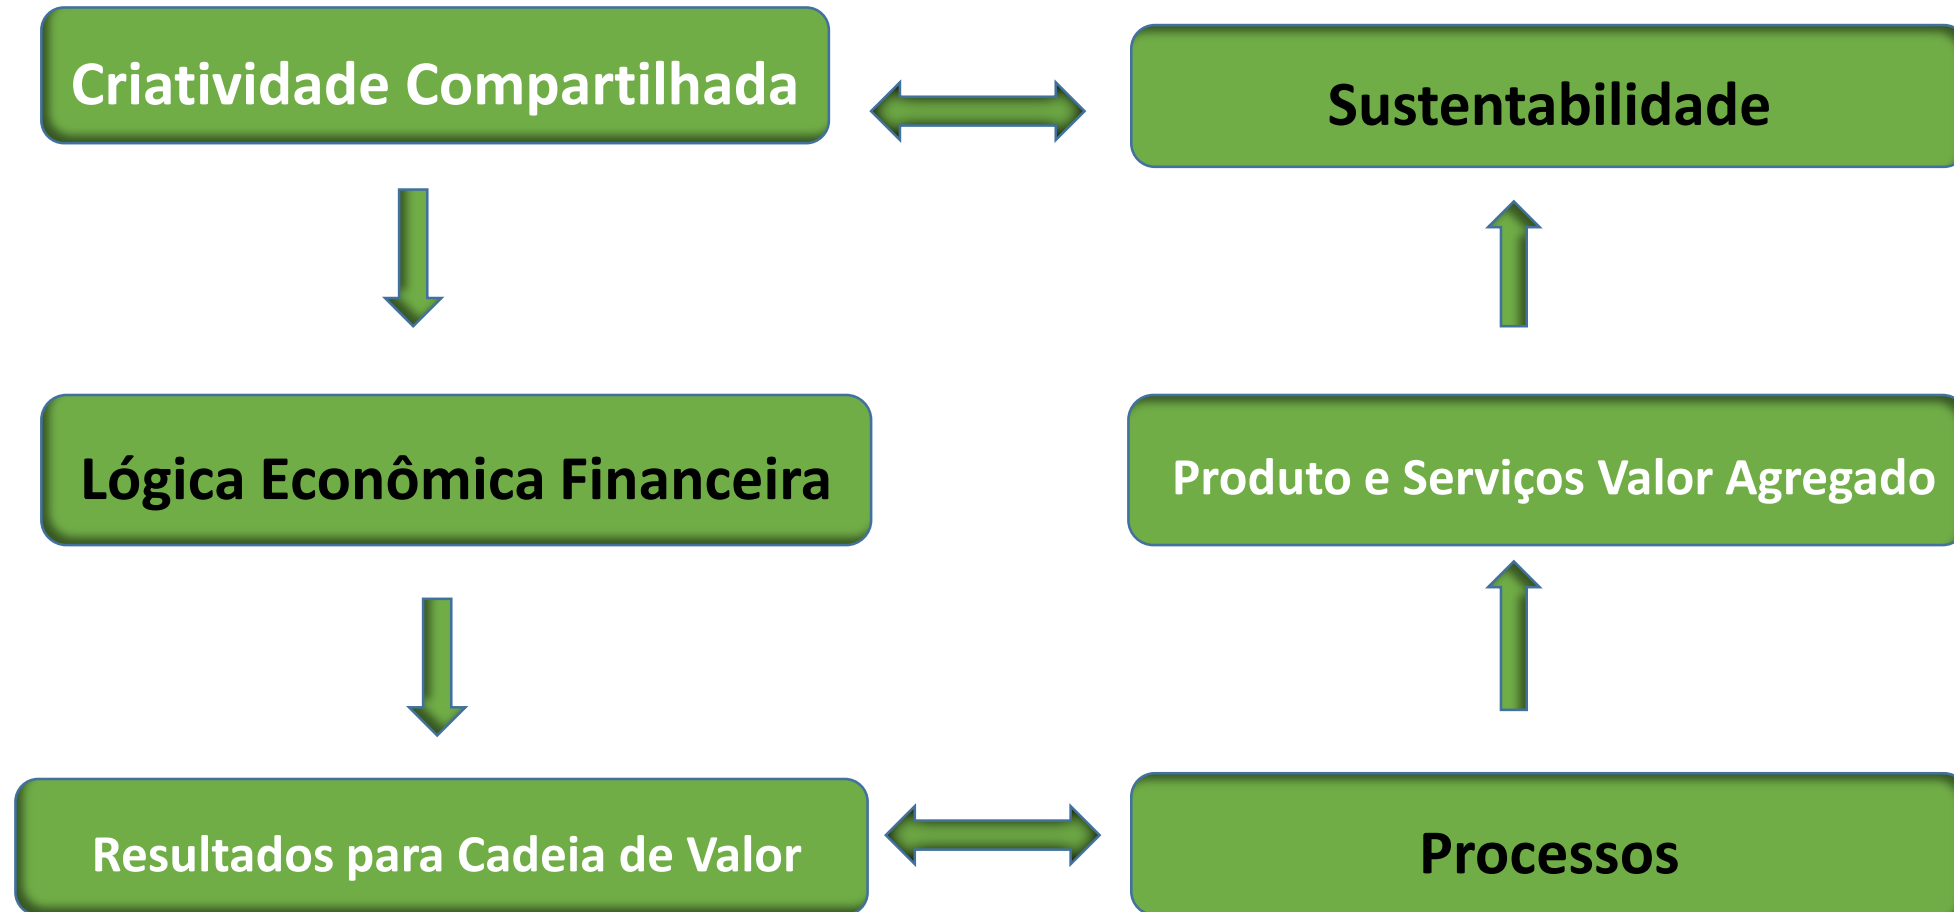 Criatividade Compartilhada
Sustentabilidade
Lógica Econômica Financeira
Produto e Serviços Valor Agregado
Resultados para Cadeia de Valor
Processos